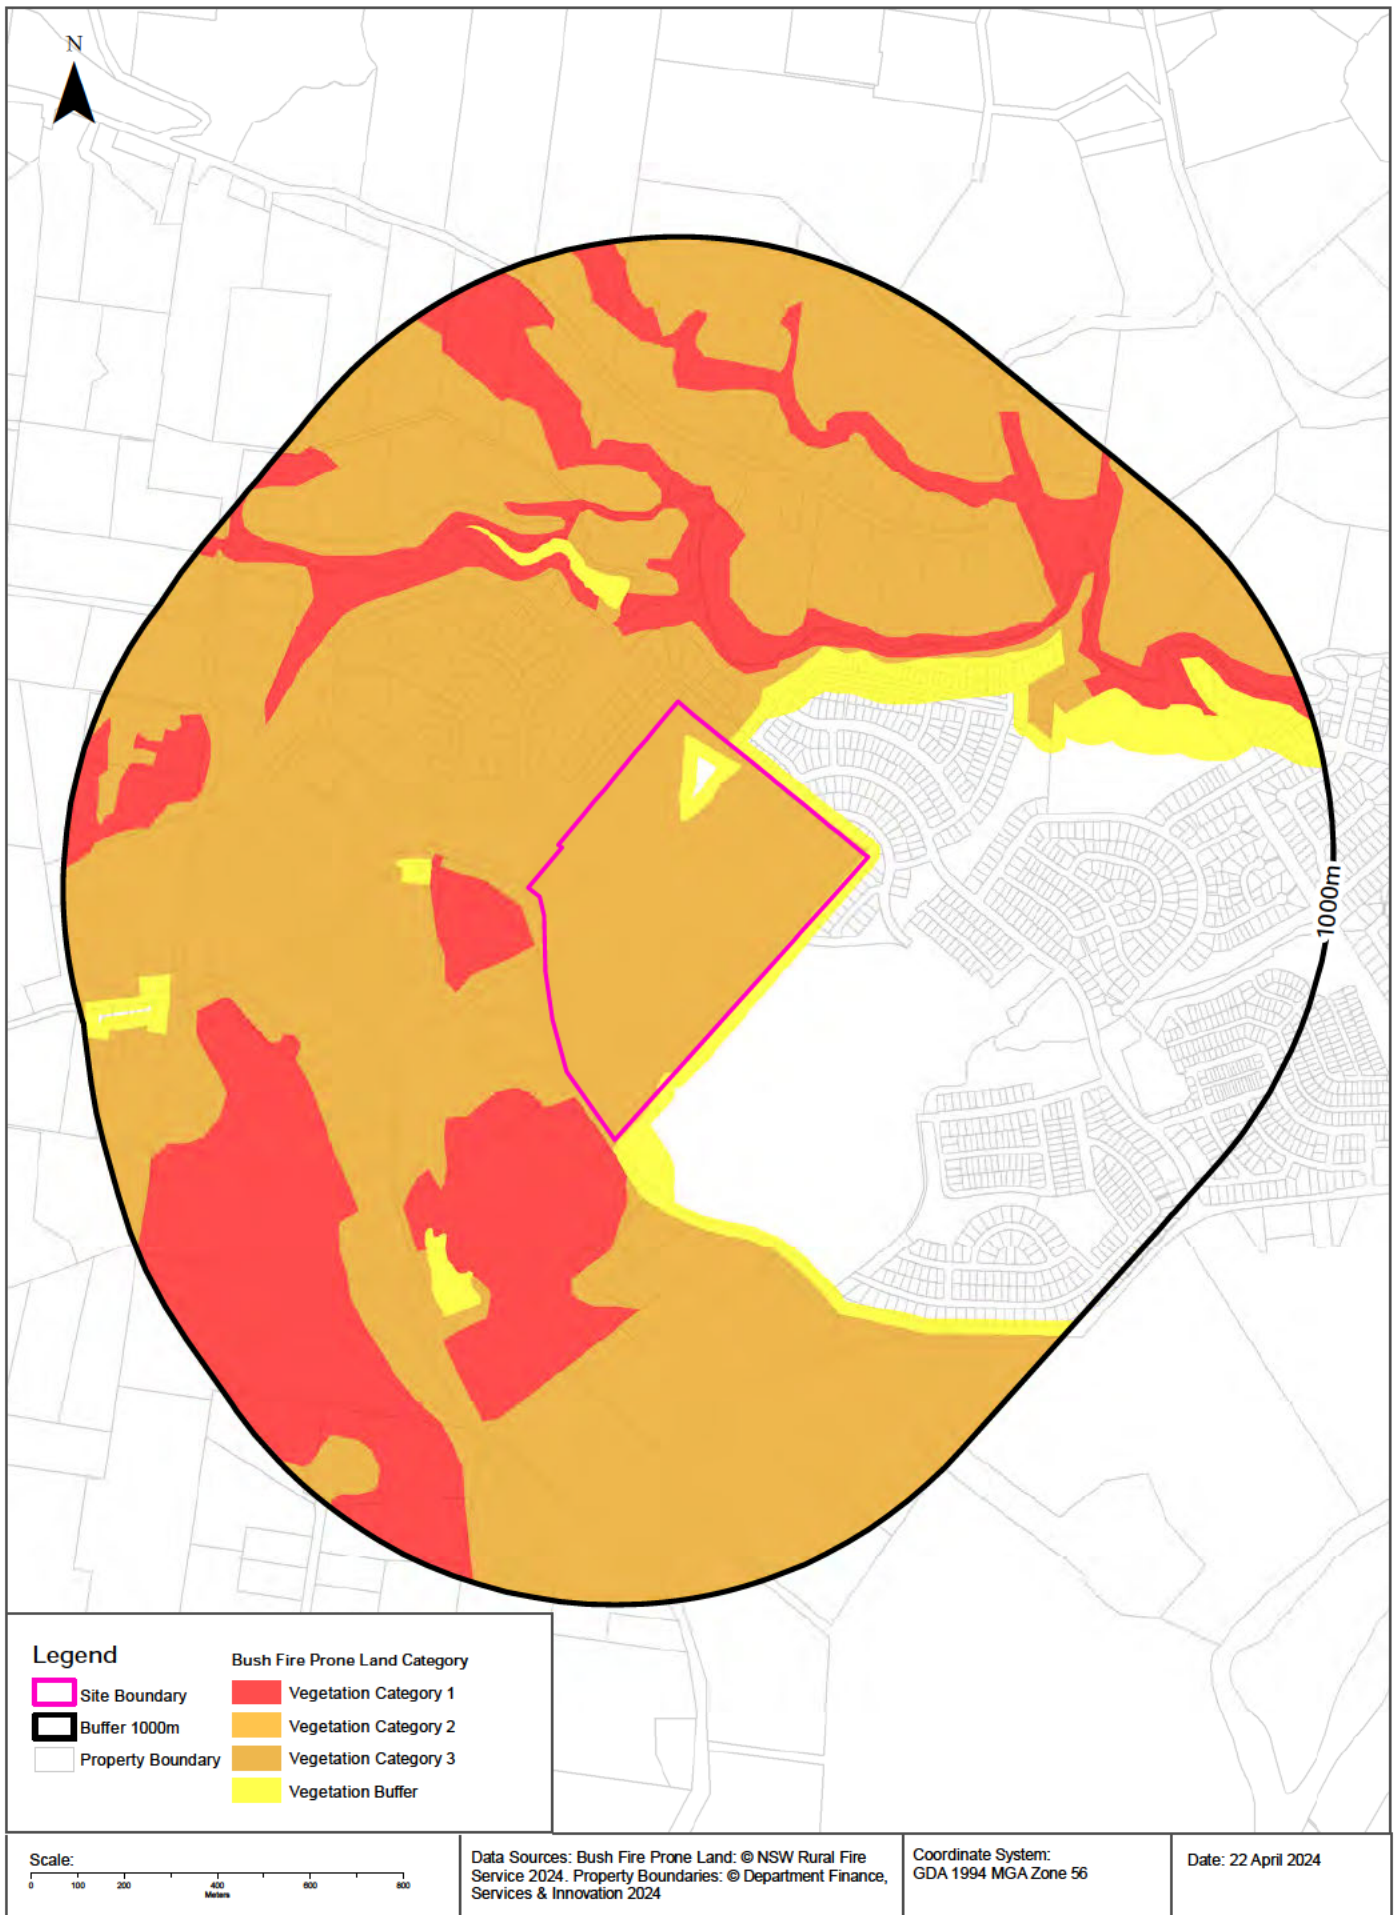 N
1000m
Legend
Site Boundary
Buffer 1000m
Property Boundary
Bush Fire Prone Land Category
Vegetation Category 1
Vegetation Category 2
Vegetation Category 3
Vegetation Buffer
Scale:
0 100 200 400 600 800
Meters
Data Sources: Bush Fire Prone Land: © NSW Rural Fire
Service 2024. Property Boundaries: © Department Finance,
Services & Innovation 2024
Coordinate System:
GDA 1994 MGA Zone 56
Date: 22 April 2024